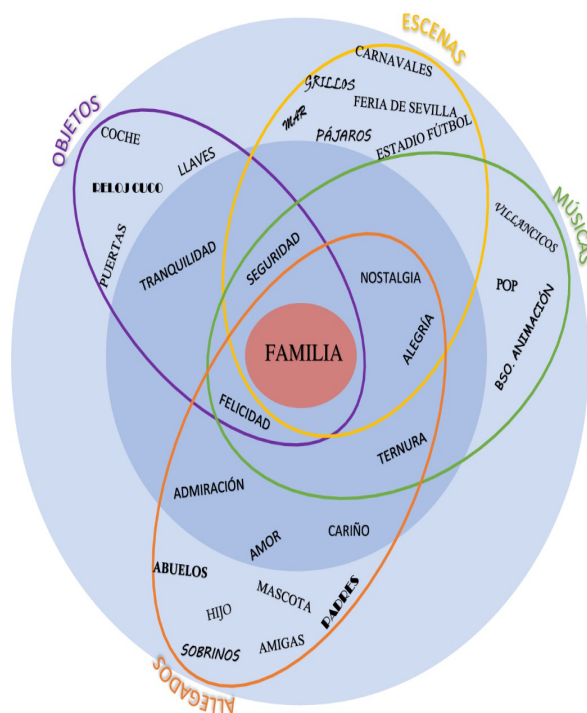 ESCENAS
CARNAVALES
GRILLOS
FERIA DE SEVILLA
MAR
PÁJAROS
ESTADIO FÚTBOL
OBJETOS
COCHE
LLAVES
RELOJ CUCO
PUERTAS
MÚSICAS
VILLANCICOS
POP
BSO. ANIMACIÓN
TRANQUILIDAD
SEGURIDAD
NOSTALGIA
ALEGRÍA
FAMILIA
FELICIDAD
TERNURA
ADMIRACIÓN
AMOR
CARIÑO
ABUELOS
MASCOTA
PADRES
HIJO
SOBRINOS
AMIGAS
ALLEGADOS